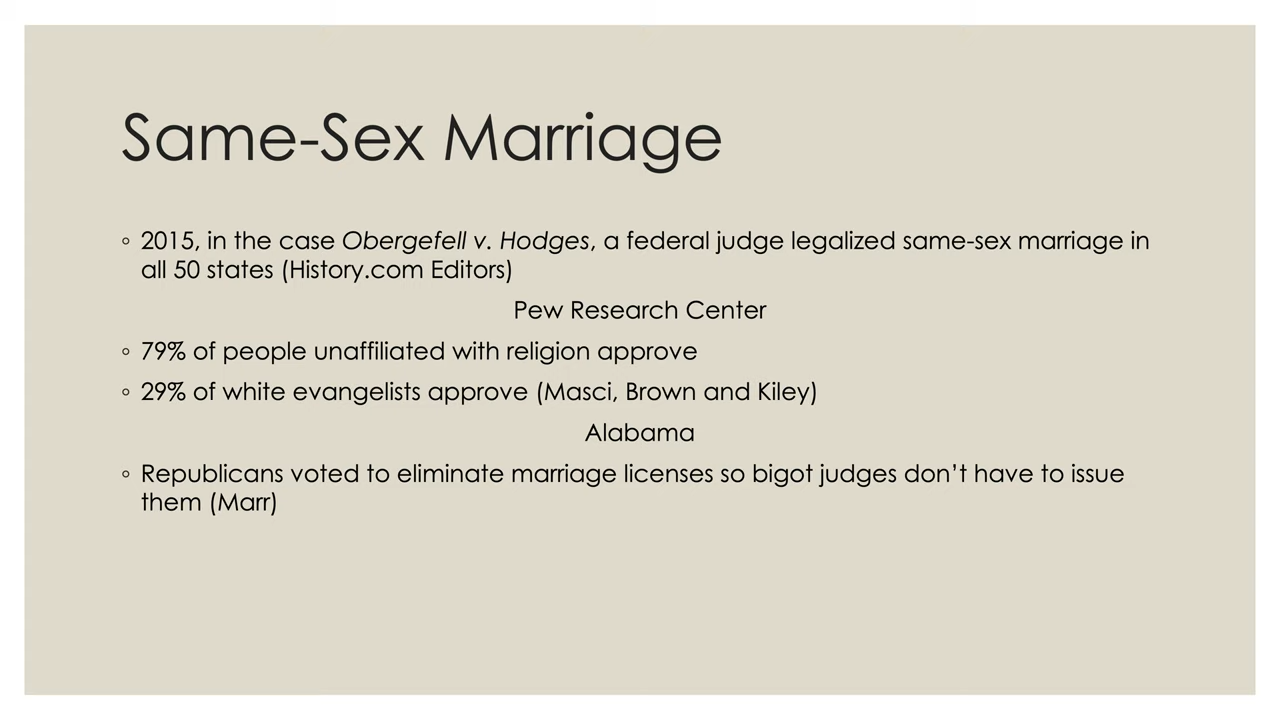 Same-Sex Marriage
◦ 2015, in the case Obergefell v. Hodges, a federal judge legalized same-sex marriage in
all 50 states (History.com Editors)
Pew Research Center
◦ 79% of people unaffiliated with religion approve
◦ 29% of white evangelists approve (Masci, Brown and Kiley)
Alabama
◦ Republicans voted to eliminate marriage licenses so bigot judges don’t have to issue
them (Marr)